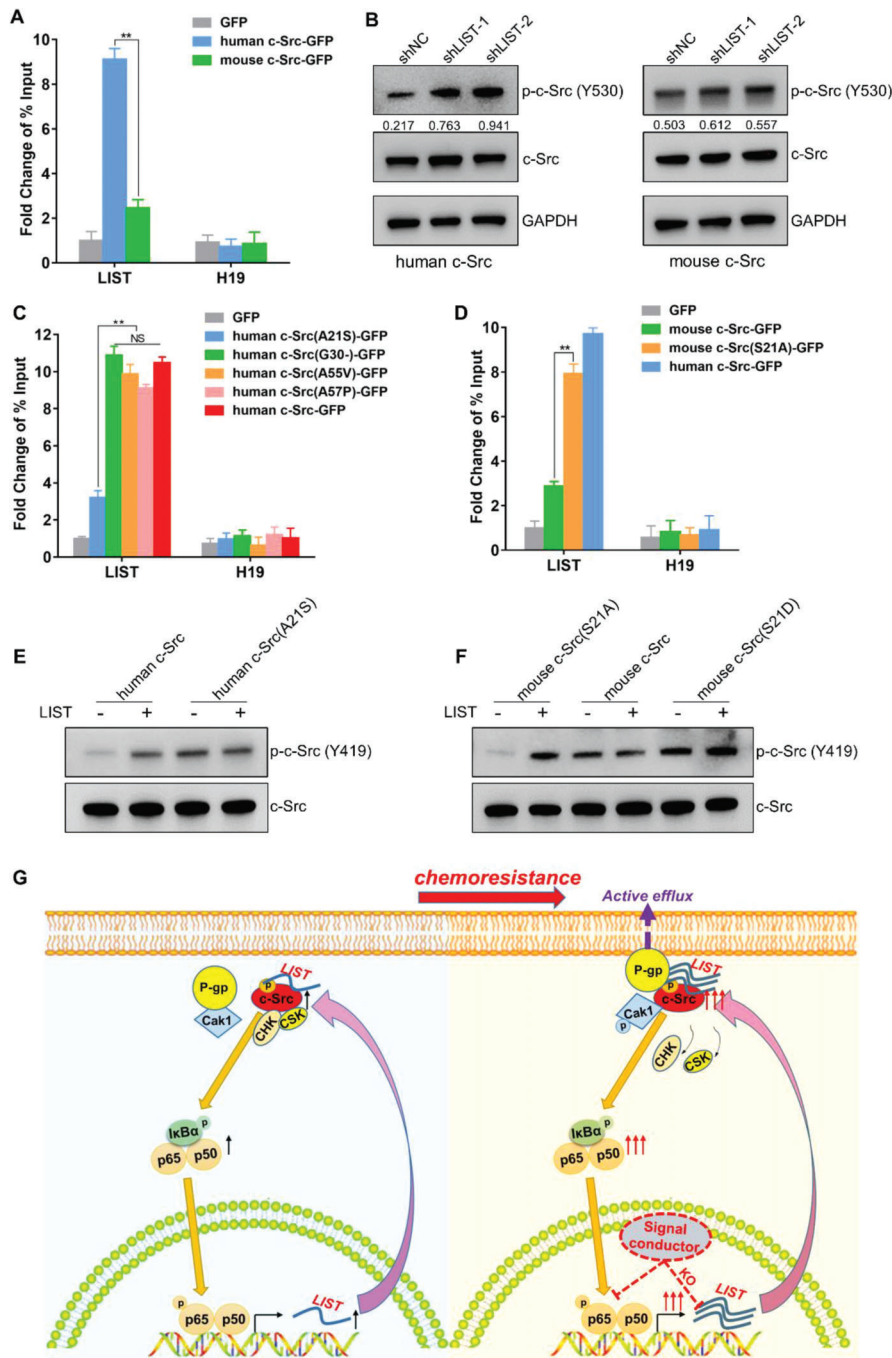 A
GFP
human c-Src-GFP
mouse c-Src-GFP
**
Fold Change of % Input
10
8
6
4
2
0
LIST
H19
B
shNC
shLIST-1
shLIST-2
p-c-Src (Y530)
0.217 0.763 0.941
c-Src
GAPDH
human c-Src
shNC
shLIST-1
shLIST-2
p-c-Src (Y530)
0.503 0.612 0.557
c-Src
GAPDH
mouse c-Src
C
GFP
human c-Src(A21S)-GFP
human c-Src(G30-)-GFP
human c-Src(A55V)-GFP
human c-Src(A57P)-GFP
human c-Src-GFP
**
NS
Fold Change of % Input
12
10
8
6
4
2
0
LIST
H19
D
GFP
mouse c-Src-GFP
mouse c-Src(S21A)-GFP
human c-Src-GFP
**
Fold Change of % Input
10
8
6
4
2
0
LIST
H19
E
human c-Src
human c-Src(A21S)
LIST - + - +
p-c-Src (Y419)
c-Src
F
mouse c-Src(S21A)
mouse c-Src
mouse c-Src(S21D)
LIST - + - + - +
p-c-Src (Y419)
c-Src
G
chemoresistance
Active efflux
P-gp
Cak1
LIST
p
c-Src
CHK
CSK
IκBα
p
p65
p50
p
p65
p50
LIST
P-gp
LIST
p
c-Src
Cak1
p
CHK
CSK
IκBα
p
p65
p50
Signal
conductor
KO
p
p65
p50
LIST